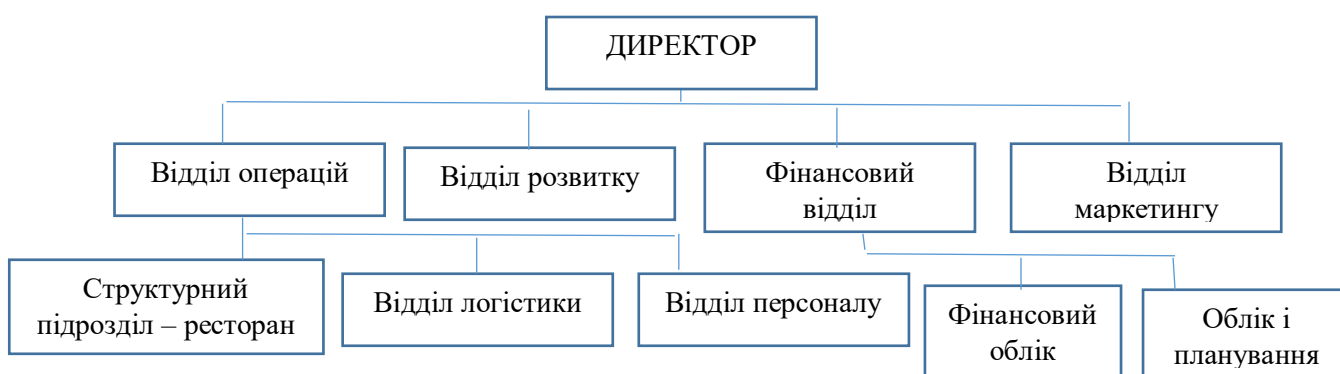 ДИРЕКТОР
Відділ операцій
Відділ розвитку
Фінансовий
відділ
Відділ
маркетингу
Структурний
підрозділ – ресторан
Відділ логістики
Відділ персоналу
Фінансовий
облік
Облік і
планування